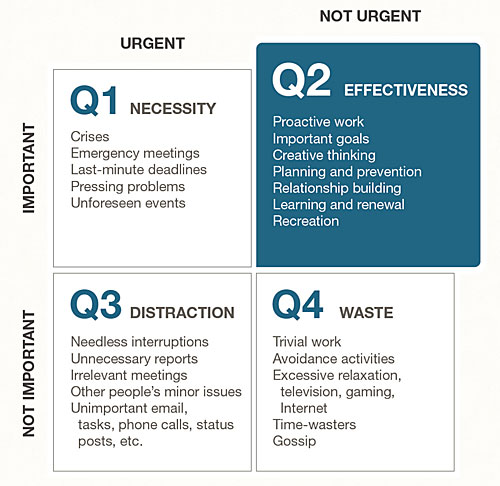 NOT URGENT
URGENT
IMPORTANT
Q1 NECESSITY
Crises
Emergency meetings
Last-minute deadlines
Pressing problems
Unforeseen events
Q2 EFFECTIVENESS
Proactive work
Important goals
Creative thinking
Planning and prevention
Relationship building
Learning and renewal
Recreation
NOT IMPORTANT
Q3 DISTRACTION
Needless interruptions
Unnecessary reports
Irrelevant meetings
Other people's minor issues
Unimportant email,
tasks, phone calls, status
posts, etc.
Q4 WASTE
Trivial work
Avoidance activities
Excessive relaxation,
television, gaming,
Internet
Time-wasters
Gossip